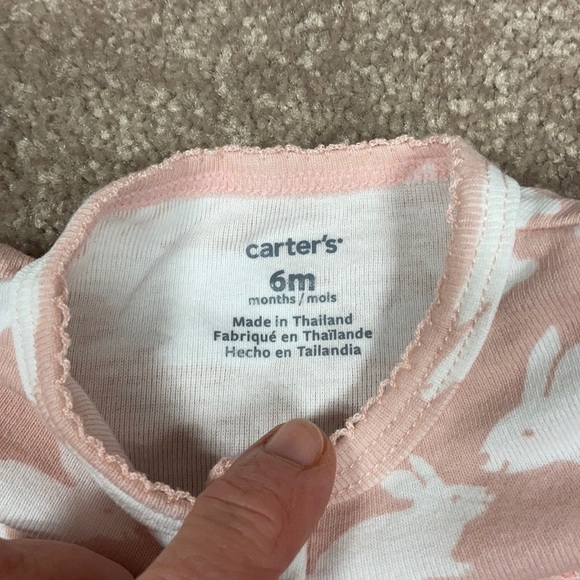 carter's
6m
months / mois
Made in Thailand
Fabriqué en Thaïlande
Hecho en Tailandia